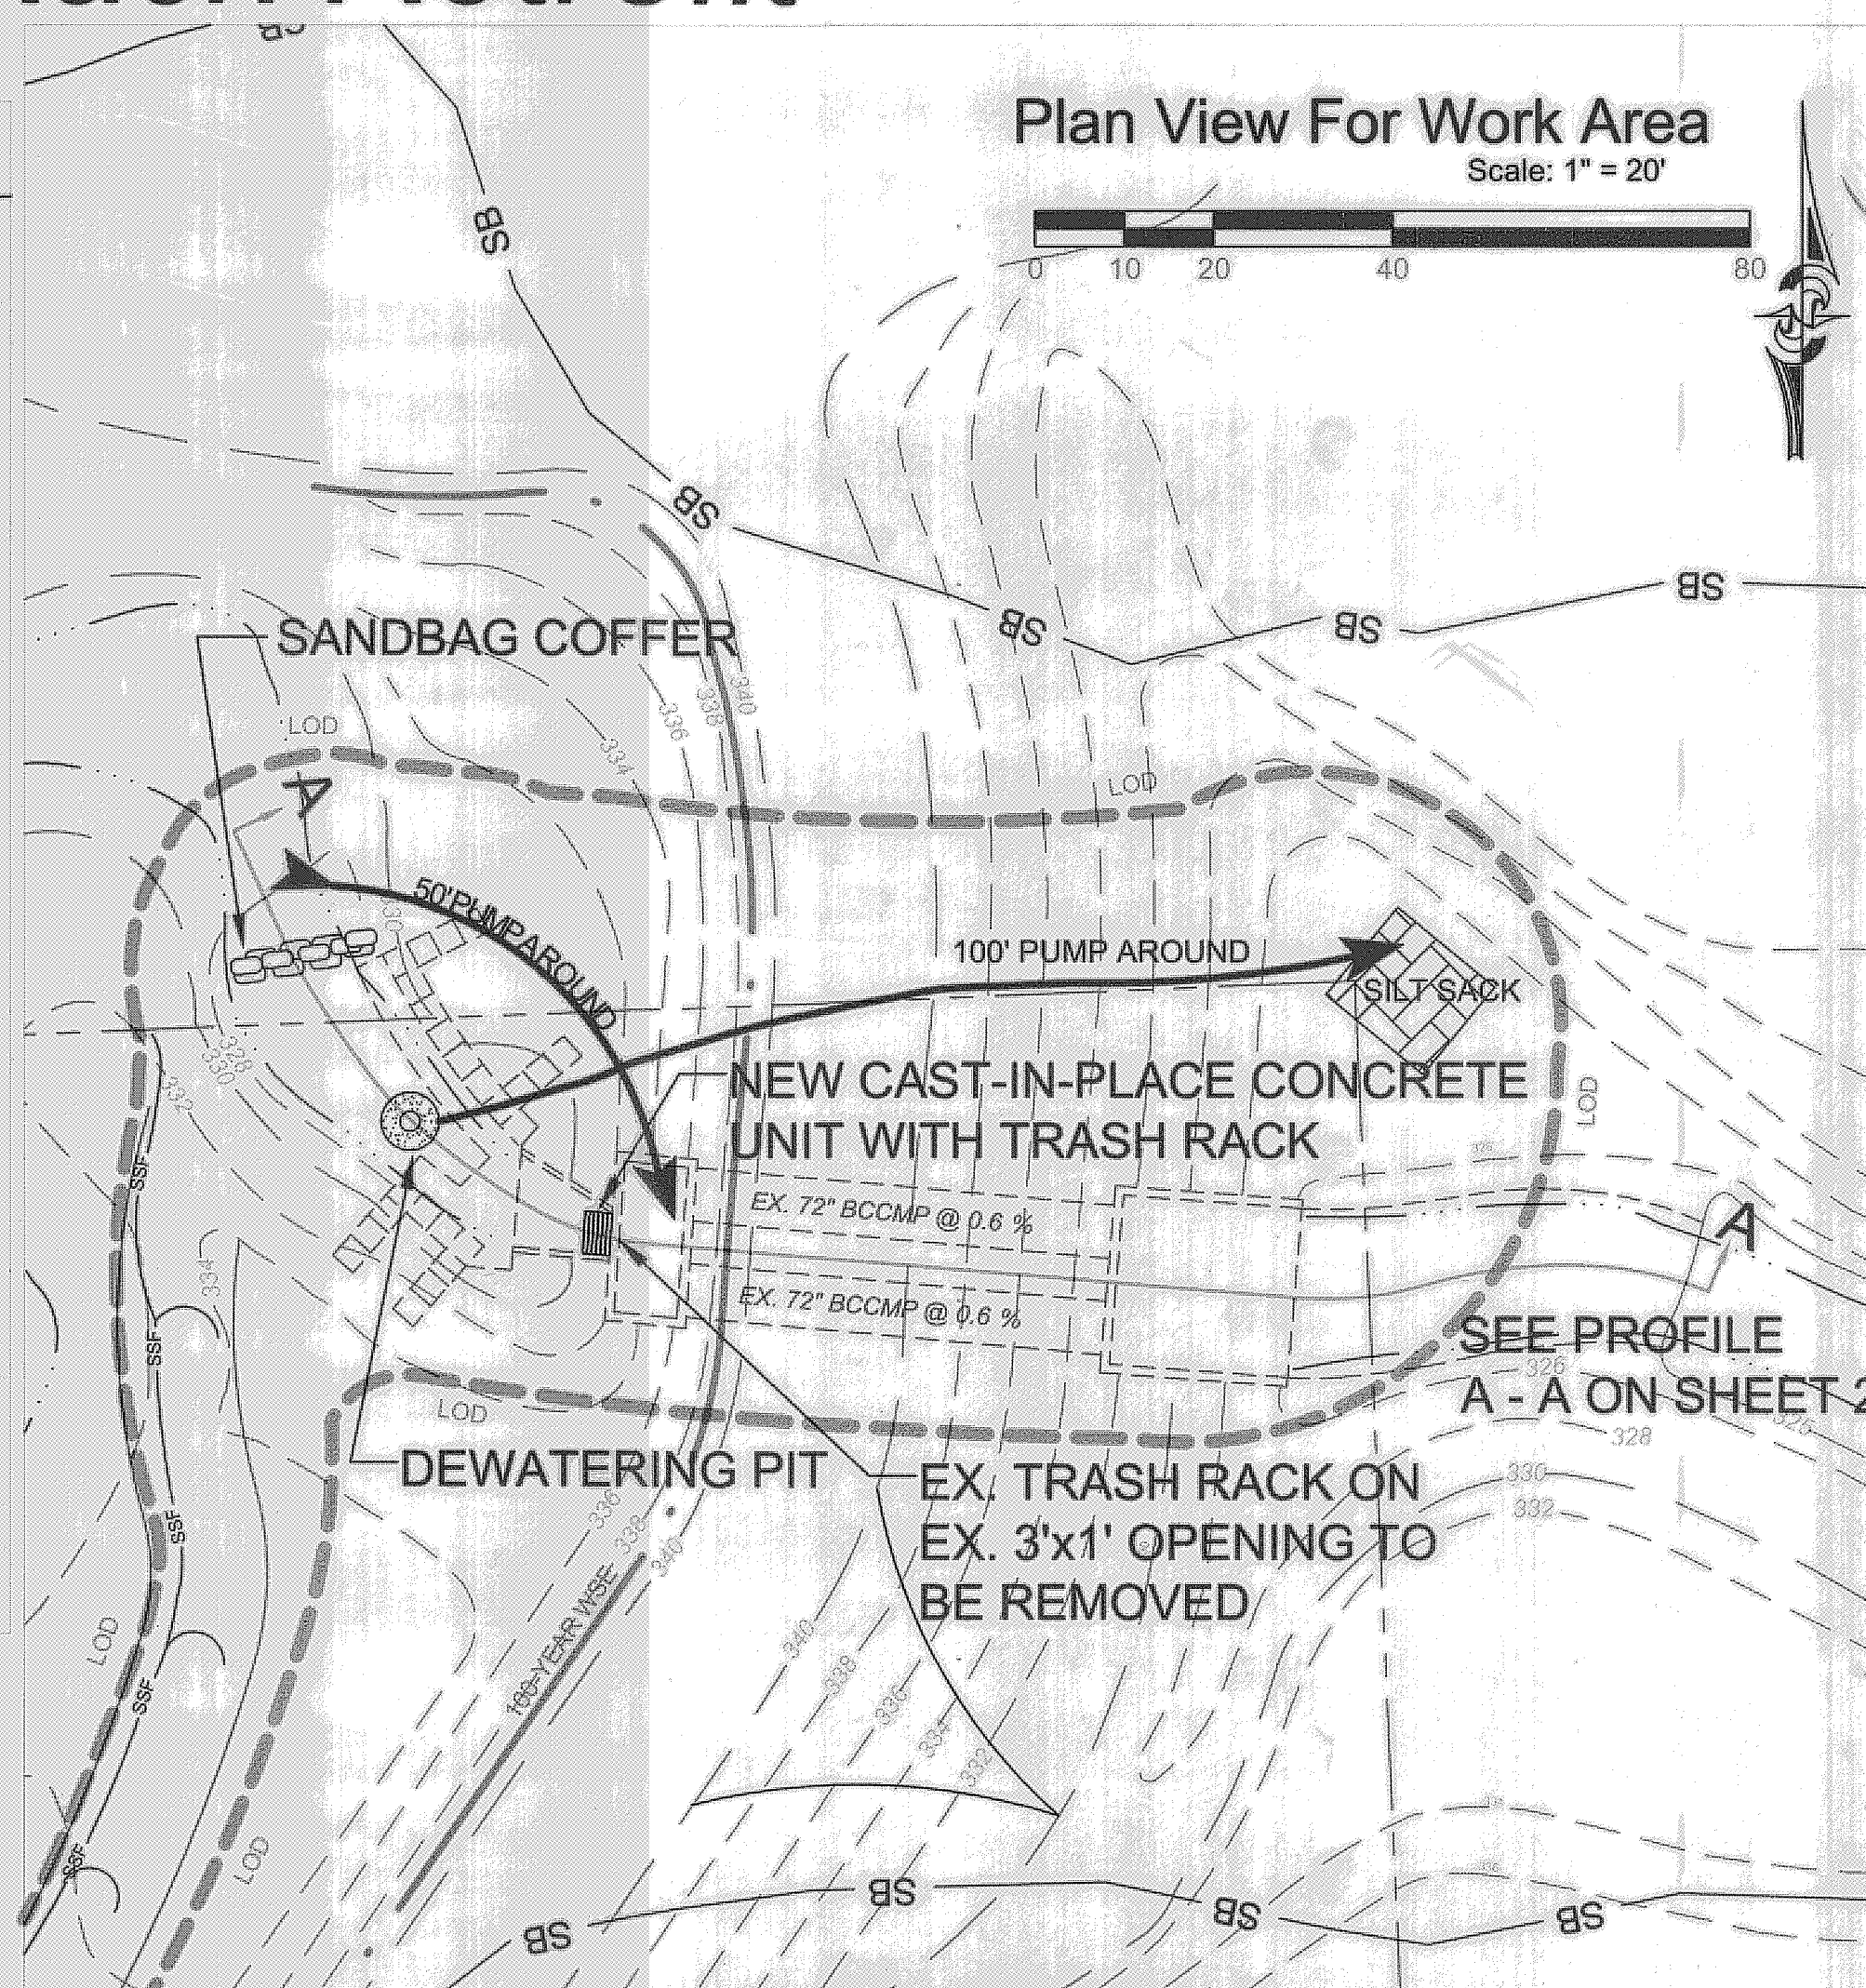 Plan View For Work Area
Scale: 1" = 20'
0 10 20 40 80
SB
SB
SB
SB
SB
SANDBAG COFFER
340
338
336
334
LOD
LOD
A
50' PUMP AROUND
30
100' PUMP AROUND
SILT SACK
328
330
332
NEW CAST-IN-PLACE CONCRETE
UNIT WITH TRASH RACK
LOD
SSF
EX. 72" BCCMP @ 0.6 %
A
334
EX. 72" BCCMP @ 0.6 %
SSF
SEE PROFILE
A - A ON SHEET 2
326
326
328
LOD
DEWATERING PIT
EX. TRASH RACK ON
EX. 3'x1' OPENING TO
BE REMOVED
330
332
336
338
340
SSF
100-YEAR WSE
LOD
SSF
340
338
336
334
332
LOD
SSF
SB
SB
SB
SB